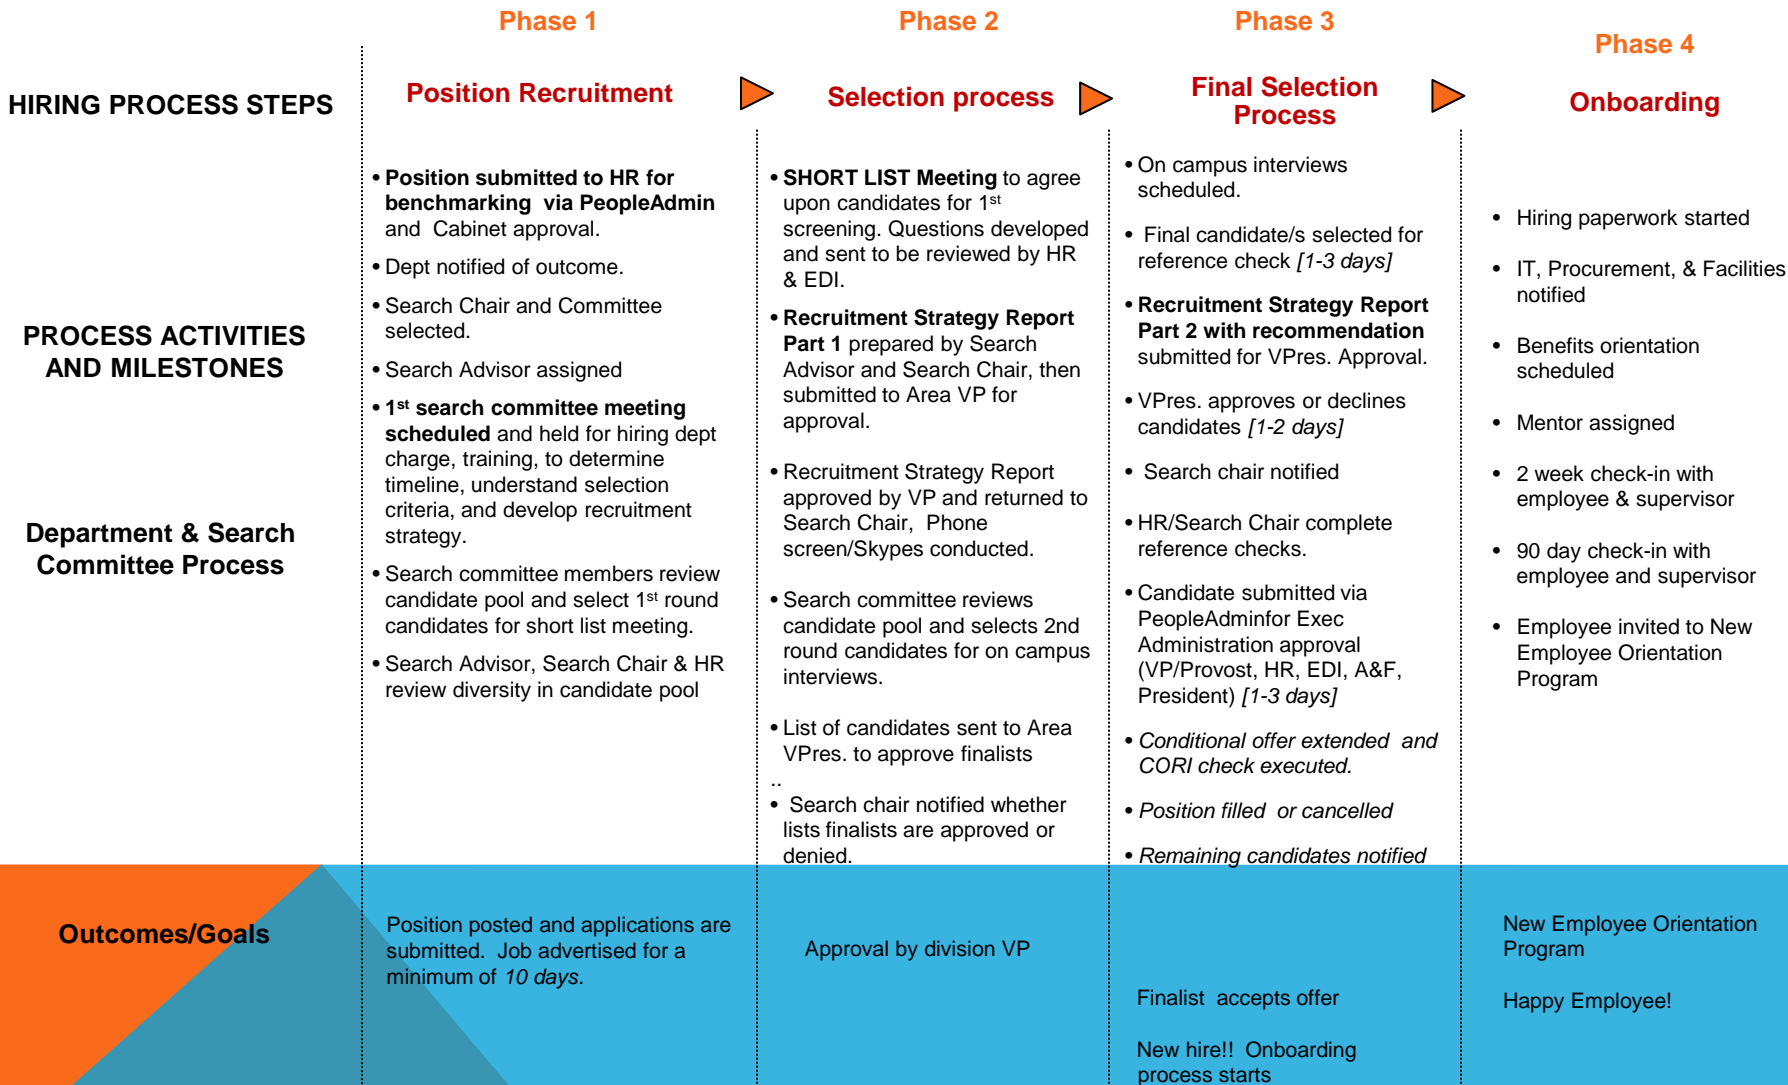 Phase 1
Phase 2
Phase 3
Phase 4
HIRING PROCESS STEPS
Position Recruitment
Selection process
Final Selection
Process
Onboarding
PROCESS ACTIVITIES
AND MILESTONES
Department & Search
Committee Process
• Position submitted to HR for
benchmarking via PeopleAdmin
and Cabinet approval.
• Dept notified of outcome.
• Search Chair and Committee
selected.
• Search Advisor assigned
• 1st search committee meeting
scheduled and held for hiring dept
charge, training, to determine
timeline, understand selection
criteria, and develop recruitment
strategy.
• Search committee members review
candidate pool and select 1st round
candidates for short list meeting.
• Search Advisor, Search Chair & HR
review diversity in candidate pool
• SHORT LIST Meeting to agree
upon candidates for 1st
screening. Questions developed
and sent to be reviewed by HR
& EDI.
• Recruitment Strategy Report
Part 1 prepared by Search
Advisor and Search Chair, then
submitted to Area VP for
approval.
• Recruitment Strategy Report
approved by VP and returned to
Search Chair, Phone
screen/Skypes conducted.
• Search committee reviews
candidate pool and selects 2nd
round candidates for on campus
interviews.
• List of candidates sent to Area
VPres. to approve finalists
..
• Search chair notified whether
lists finalists are approved or
denied.
• On campus interviews
scheduled.
• Final candidate/s selected for
reference check [1-3 days]
• Recruitment Strategy Report
Part 2 with recommendation
submitted for VPres. Approval.
• VPres. approves or declines
candidates [1-2 days]
• Search chair notified
• HR/Search Chair complete
reference checks.
• Candidate submitted via
PeopleAdminfor Exec
Administration approval
(VP/Provost, HR, EDI, A&F,
President) [1-3 days]
• Conditional offer extended and
CORI check executed.
• Position filled or cancelled
• Remaining candidates notified
• Hiring paperwork started
• IT, Procurement, & Facilities
notified
• Benefits orientation
scheduled
• Mentor assigned
• 2 week check-in with
employee & supervisor
• 90 day check-in with
employee and supervisor
• Employee invited to New
Employee Orientation
Program
Outcomes/Goals
Position posted and applications are
submitted. Job advertised for a
minimum of 10 days.
Approval by division VP
Finalist accepts offer
New hire!! Onboarding
process starts
New Employee Orientation
Program
Happy Employee!